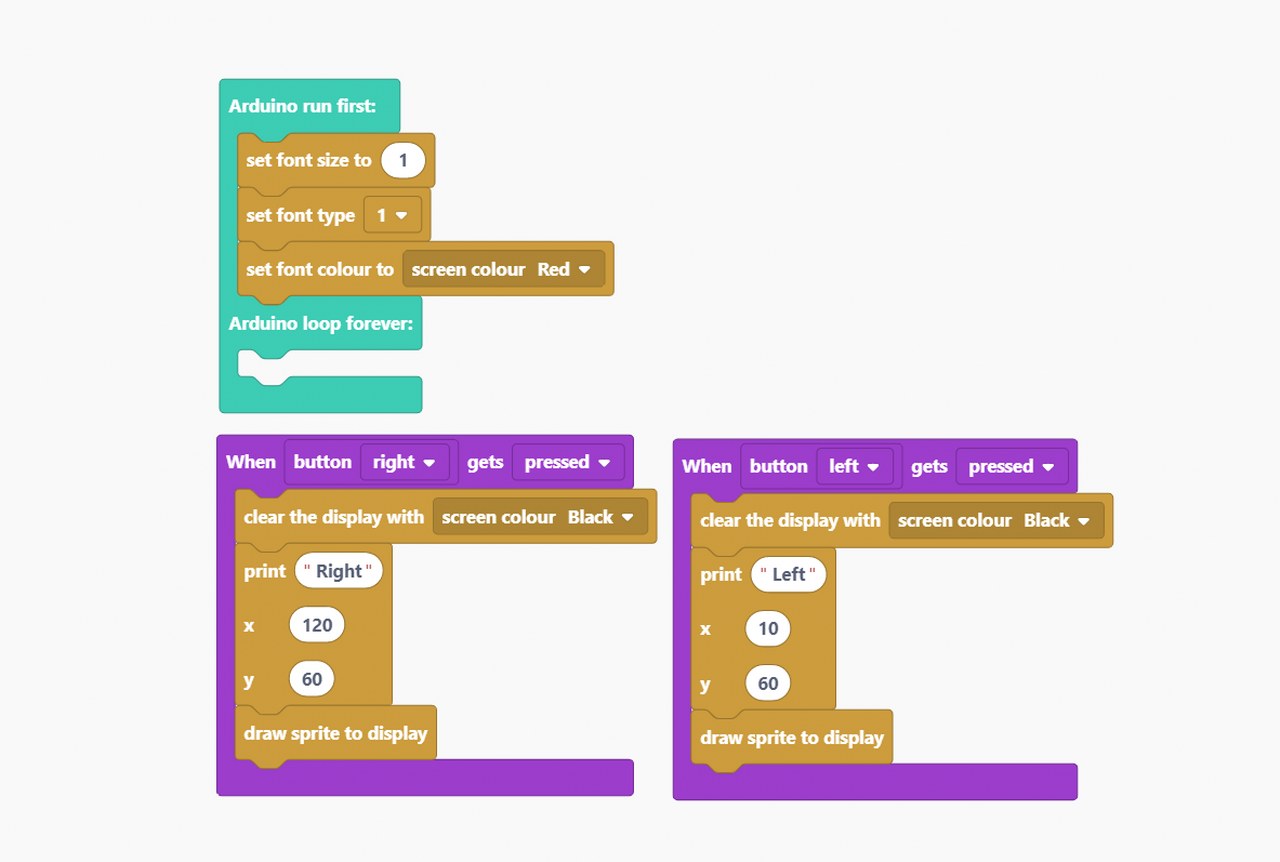 Arduino run first:
set font size to 1
set font type 1
set font colour to screen colour Red
Arduino loop forever:
When button right gets pressed
clear the display with screen colour Black
print " Right "
x 120
y 60
draw sprite to display
When button left gets pressed
clear the display with screen colour Black
print " Left "
x 10
y 60
draw sprite to display